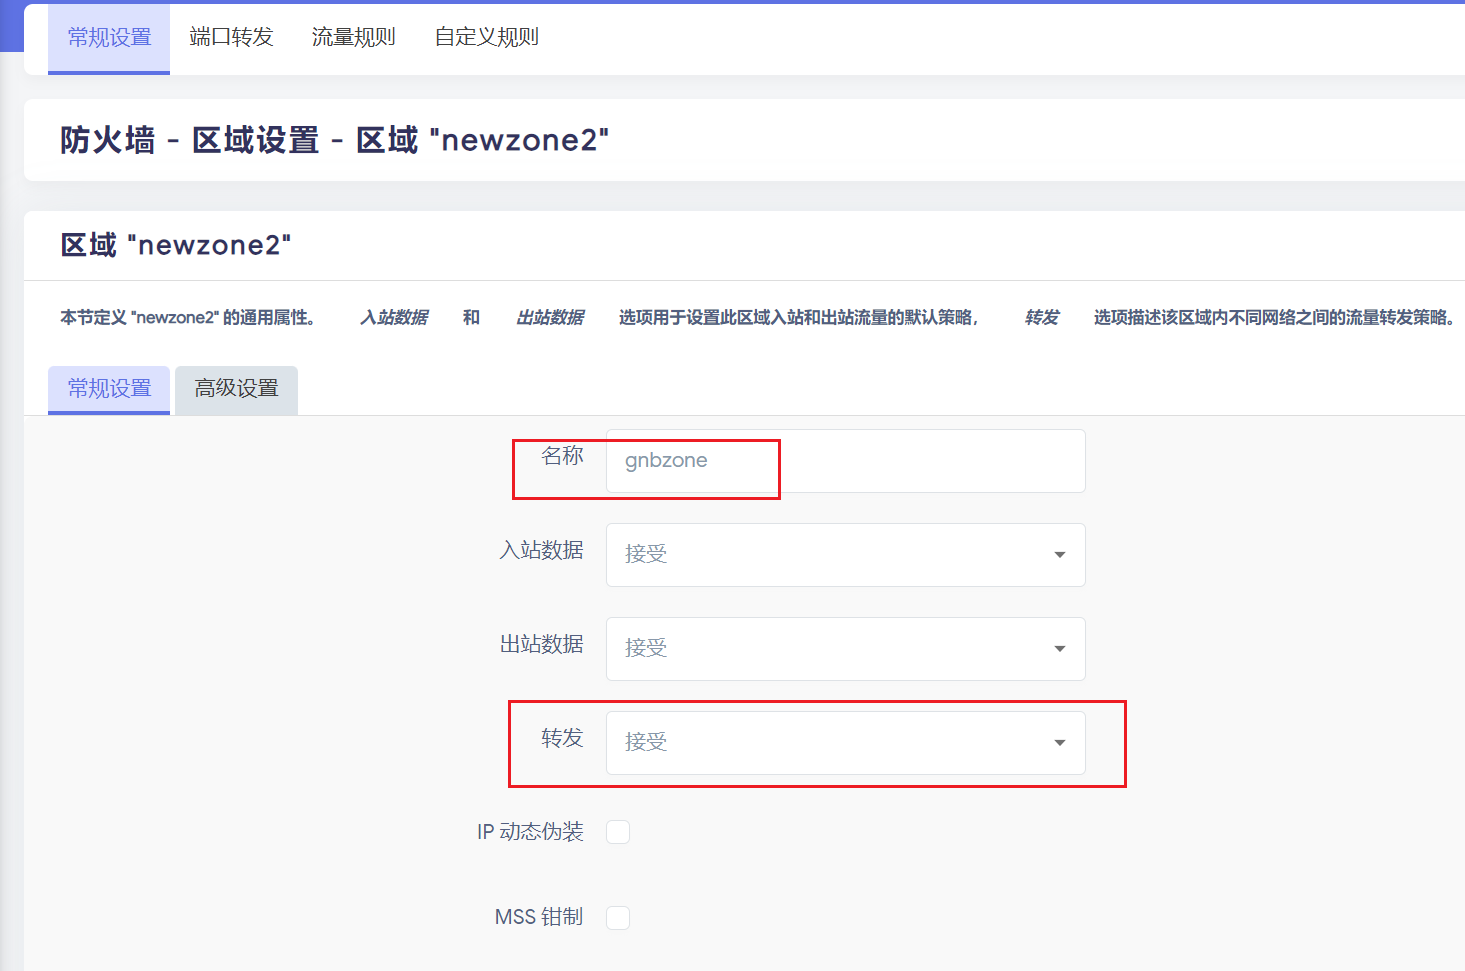 常规设置 端口转发 流量规则 自定义规则
防火墙 - 区域设置 - 区域 "newzone2"
区域 "newzone2"
本节定义 "newzone2" 的通用属性。 入站数据 和 出站数据 选项用于设置此区域入站和出站流量的默认策略， 转发 选项描述该区域内不同网络之间的流量转发策略。
常规设置 高级设置
名称 gnbzone
入站数据 接受
出站数据 接受
转发 接受
IP 动态伪装
MSS 钳制